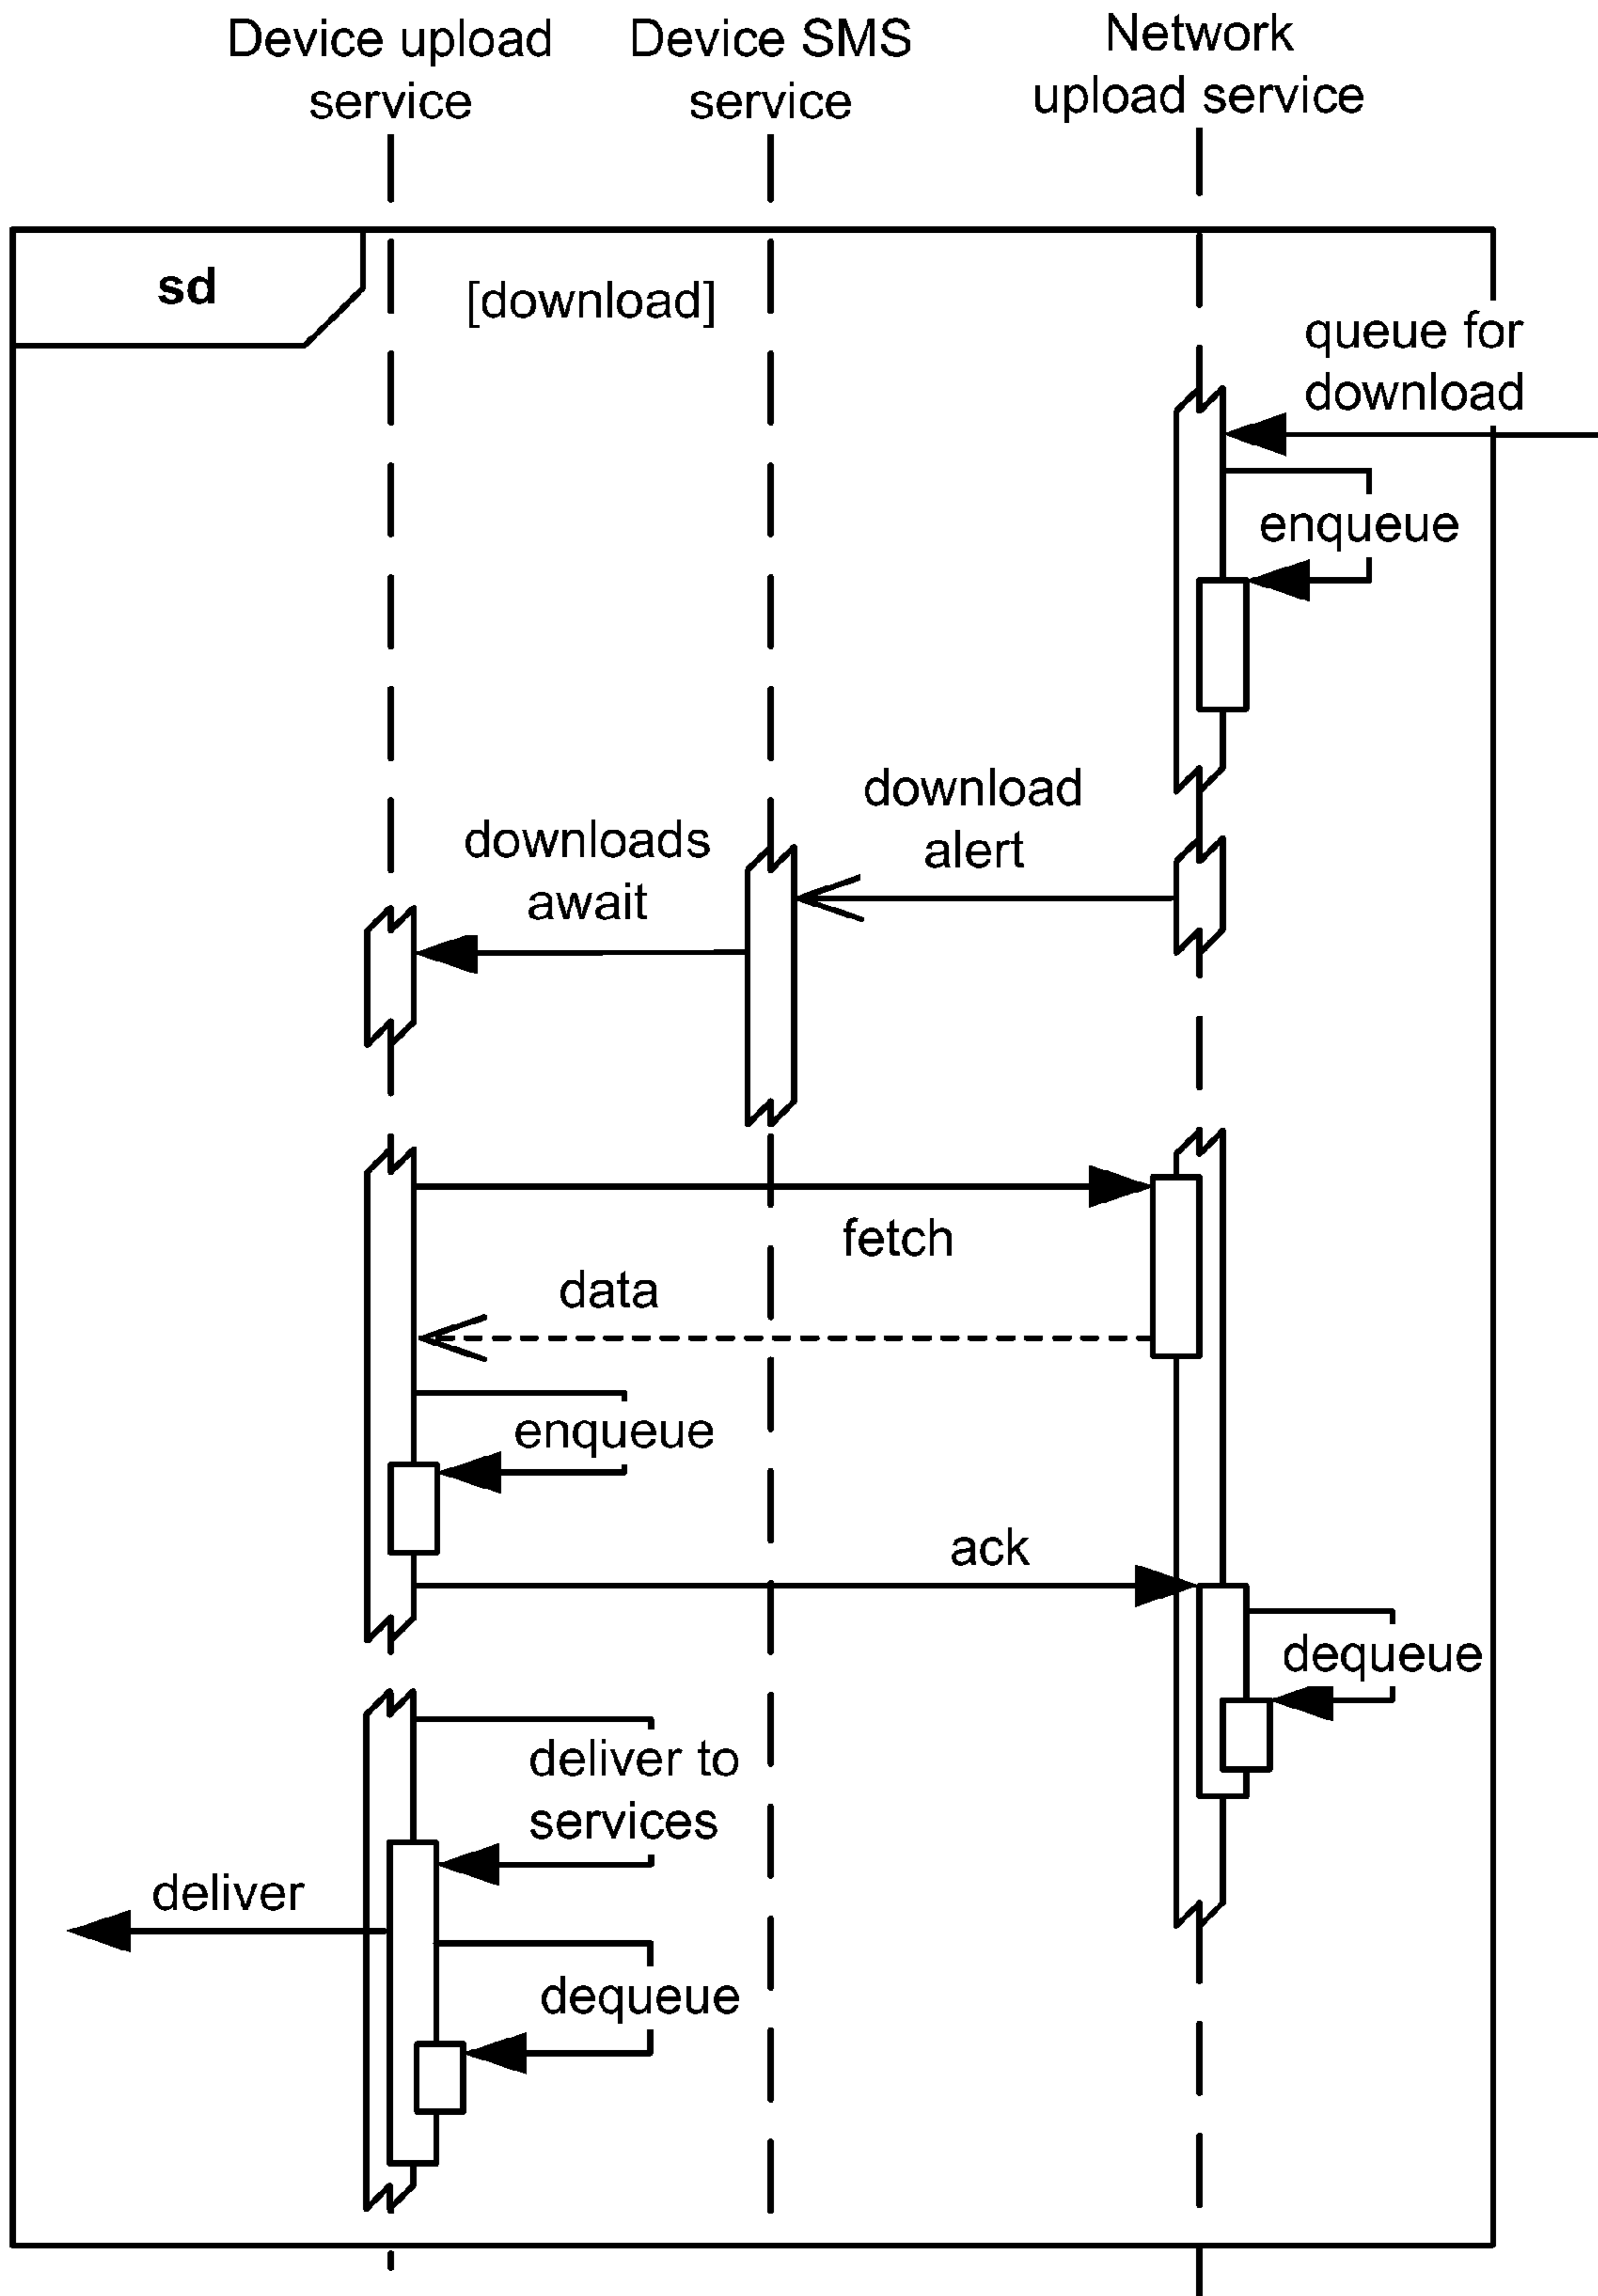 Device upload
service
Device SMS
service
Network
upload service
sd
[download]
queue for
download
enqueue
download
alert
downloads
await
fetch
data
enqueue
ack
dequeue
deliver to
services
deliver
dequeue